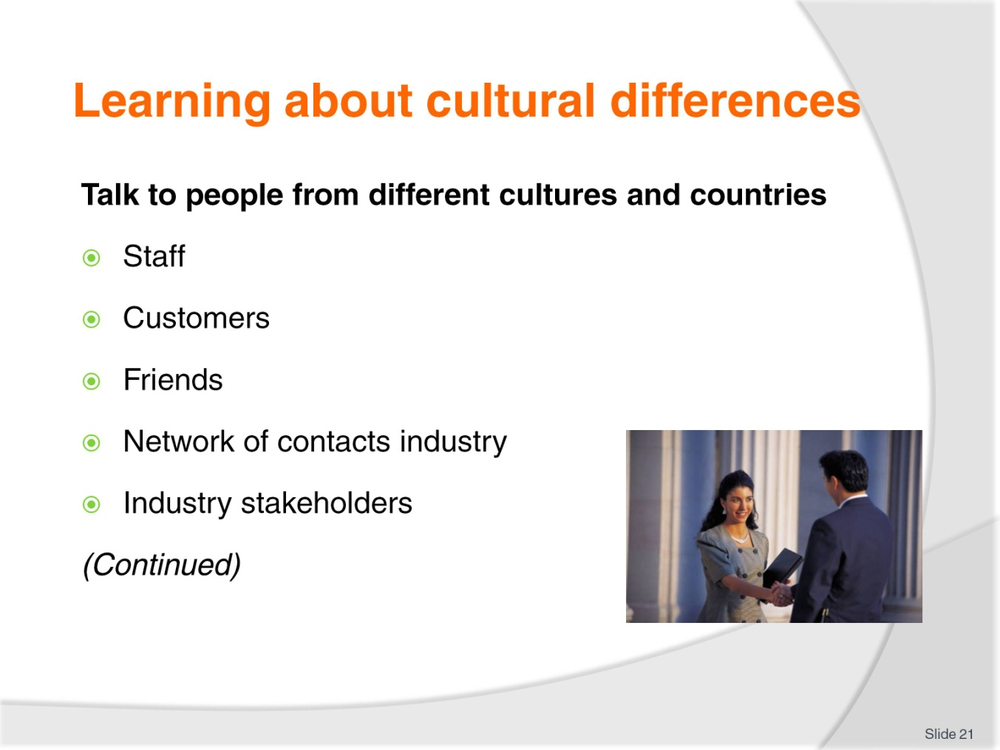 Learning about cultural differences
Talk to people from different cultures and countries
Staff
Customers
Friends
Network of contacts industry
Industry stakeholders
(Continued)
Slide 21